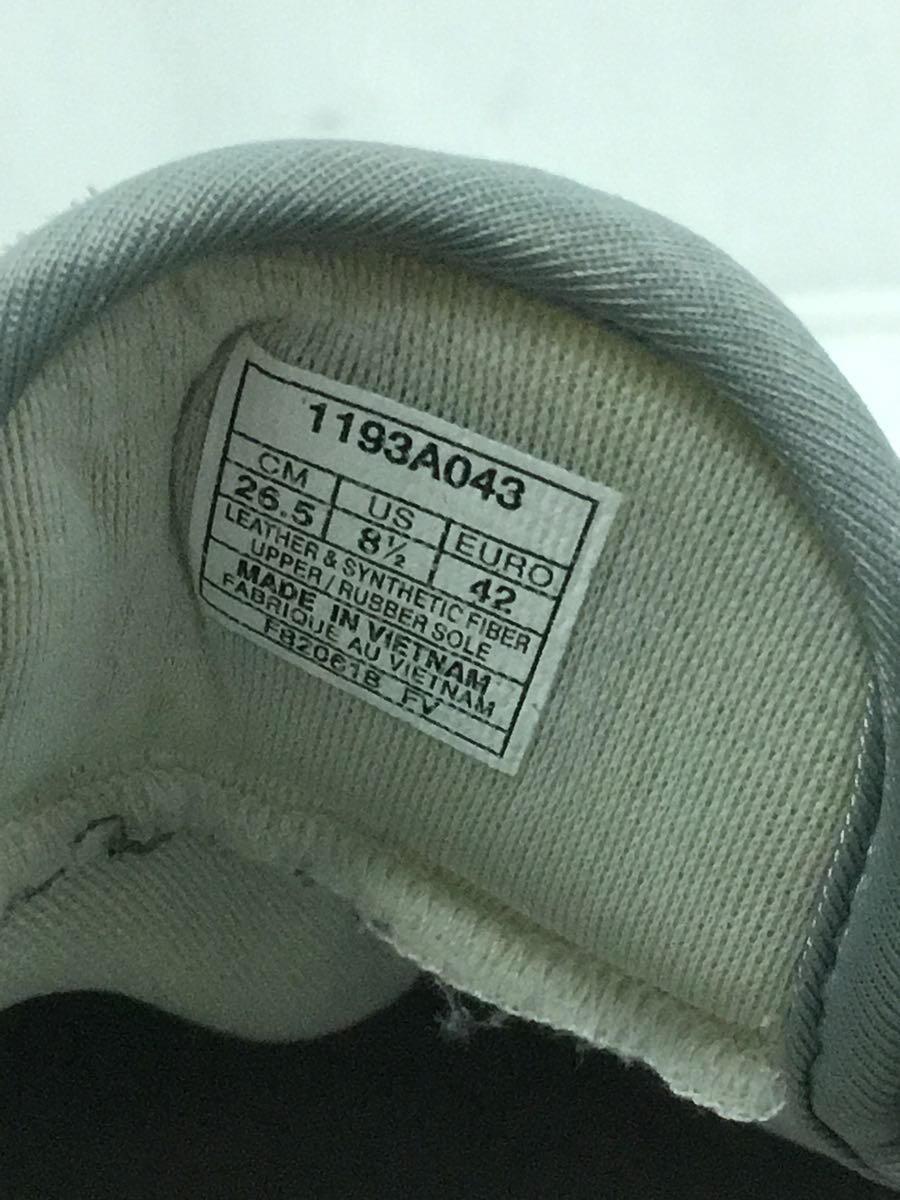 1193A043
CM US EURO
26.5 8½ 42
LEATHER & SYNTHETIC FIBER
UPPER / RUBBER SOLE
MADE IN VIETNAM
FABRIQUE AU VIETNAM
FB20618 FV